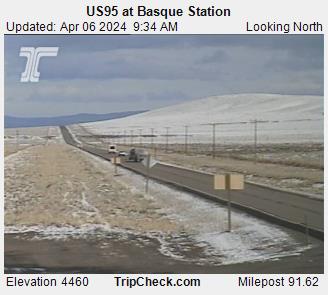 US95 at Basque Station
Updated: Apr 06 2024 9:34 AM Looking North
Elevation 4460 TripCheck.com Milepost 91.62